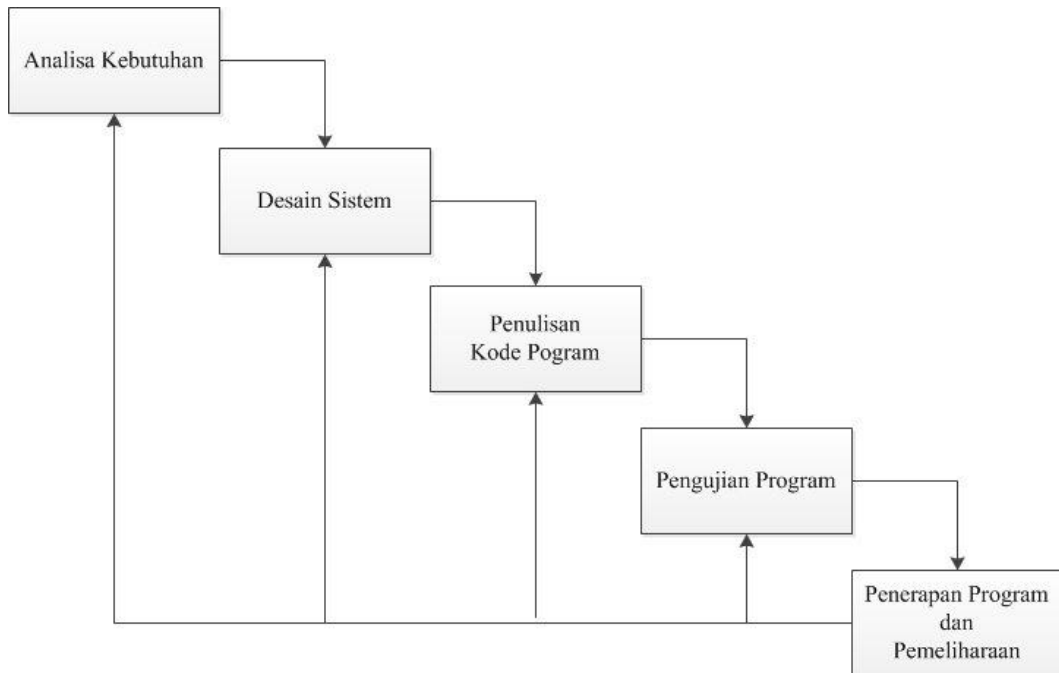 Analisa Kebutuhan
Desain Sistem
Penulisan
Kode Pogram
Pengujian Program
Penerapan Program
dan
Pemeliharaan